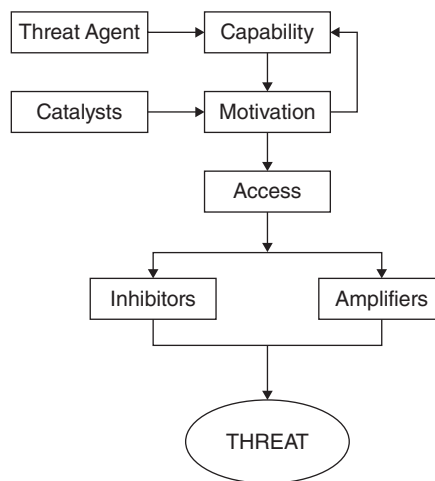 Threat Agent
Capability
Catalysts
Motivation
Access
Inhibitors
Amplifiers
THREAT